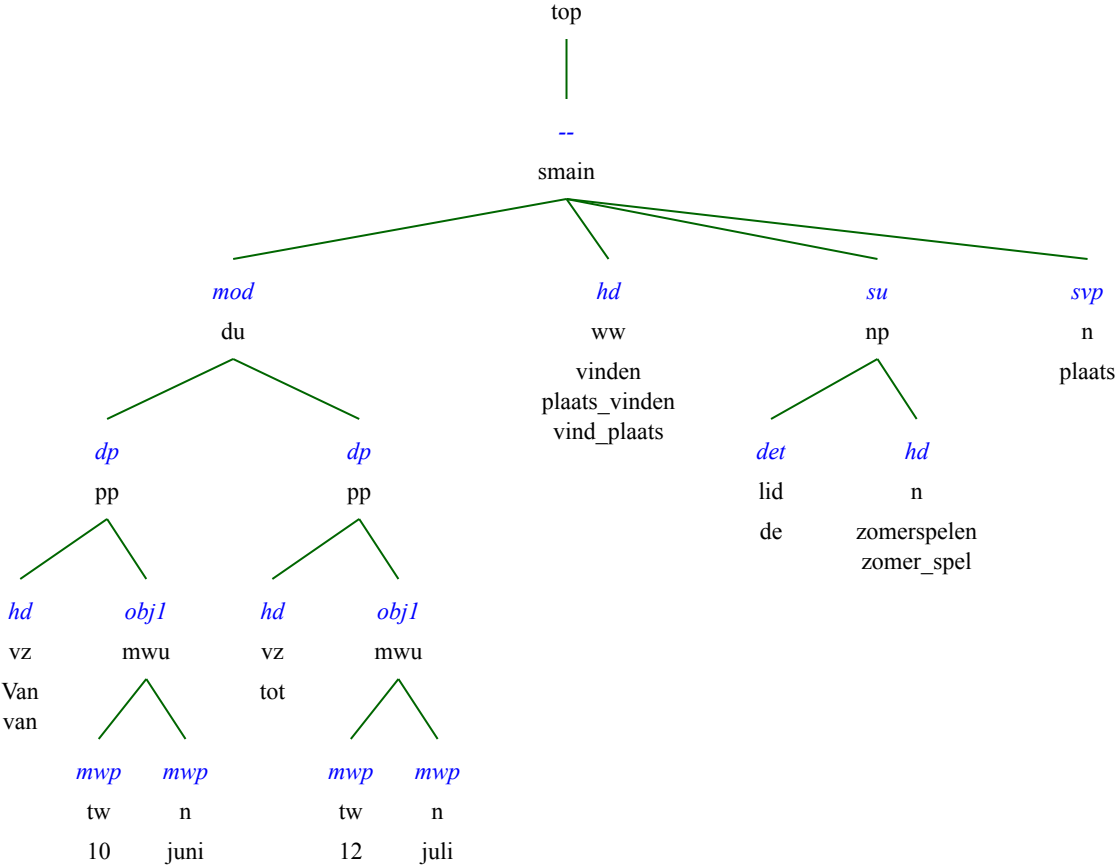 top
--
smain
mod hd su svp
du ww np n
vinden plaats
plaats_vinden
vind_plaats
dp dp det hd
pp pp lid n
de zomerspelen
zomer_spel
hd obj1 hd obj1
vz mwu vz mwu
Van tot
van
mwp mwp mwp mwp
tw n tw n
10 juni 12 juli